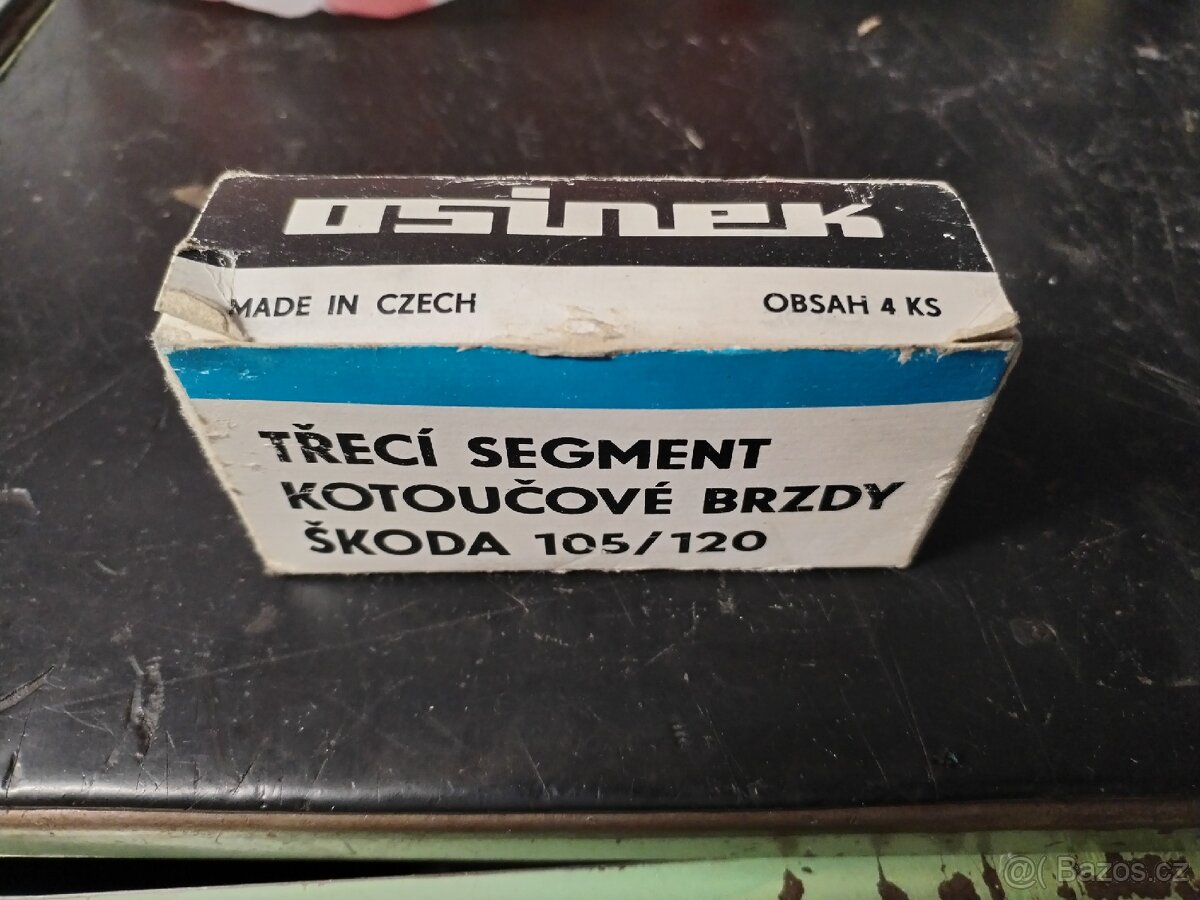 osinek
MADE IN CZECH
OBSAH 4 KS
TŘECÍ SEGMENT
KOTOUČOVÉ BRZDY
ŠKODA 105/120
Bazos.cz